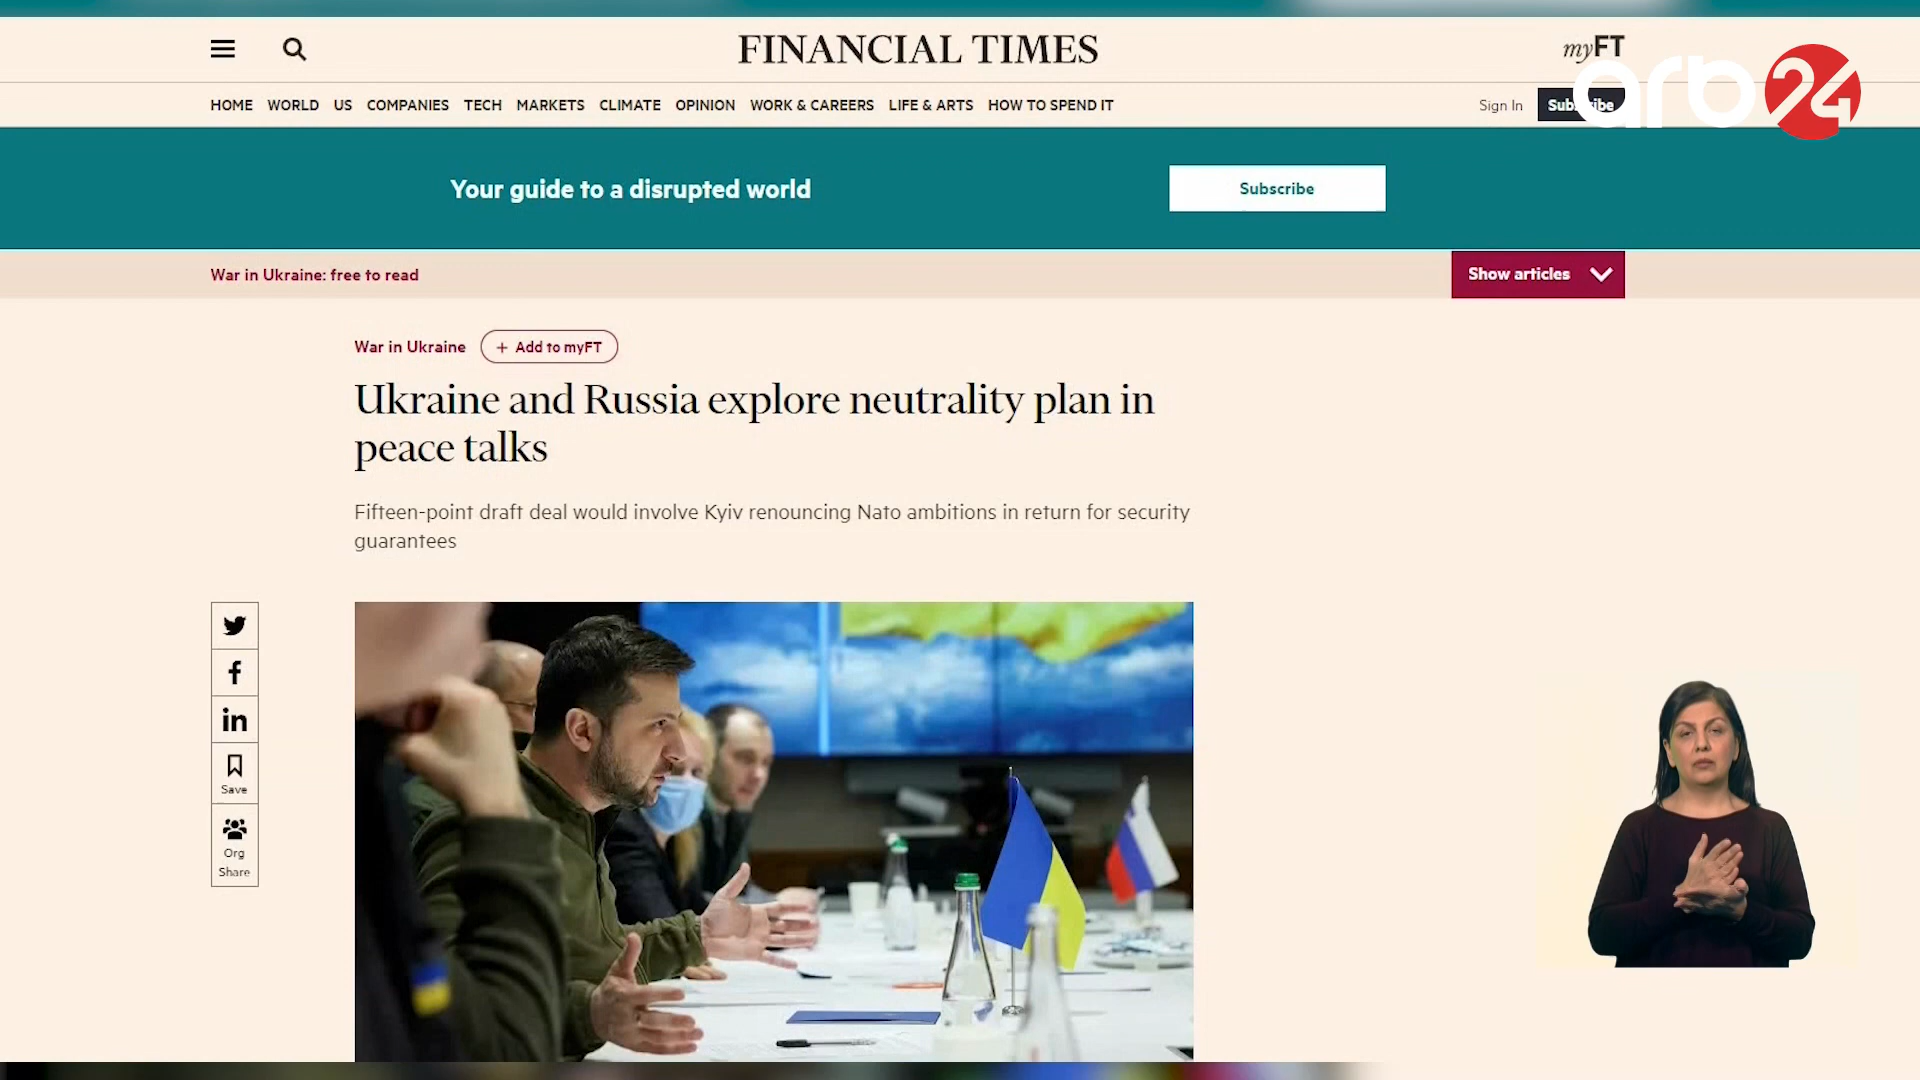 FINANCIAL TIMES
myFT
arb24
HOME WORLD US COMPANIES TECH MARKETS CLIMATE OPINION WORK & CAREERS LIFE & ARTS HOW TO SPEND IT
Sign In
Your guide to a disrupted world
Subscribe
War in Ukraine: free to read
Show articles
War in Ukraine
+ Add to myFT
Ukraine and Russia explore neutrality plan in
peace talks
Fifteen-point draft deal would involve Kyiv renouncing Nato ambitions in return for security
guarantees
Save
Org
Share